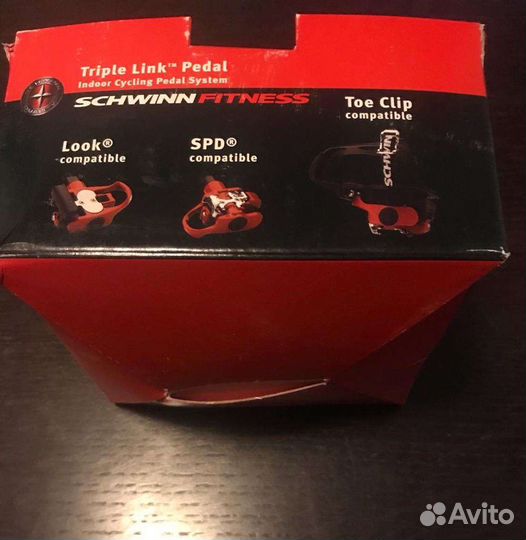 Triple Link™ Pedal
Indoor Cycling Pedal System
SCHWINN FITNESS
Look®
compatible
SPD®
compatible
Toe Clip
compatible
SCHWINN
Avito